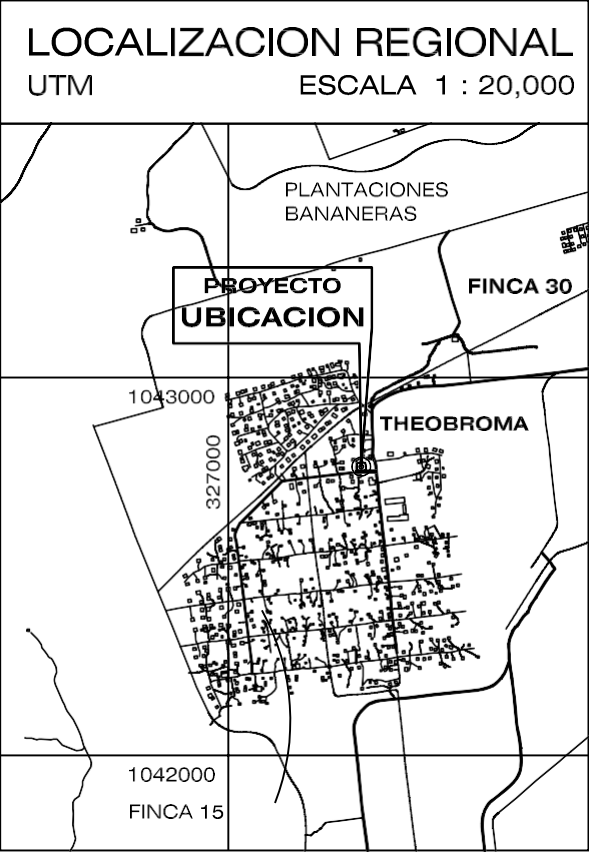 LOCALIZACION REGIONAL
UTM ESCALA 1 : 20,000
PLANTACIONES
BANANERAS
PROYECTO
UBICACION
FINCA 30
1043000
THEOBROMA
327000
1042000
FINCA 15